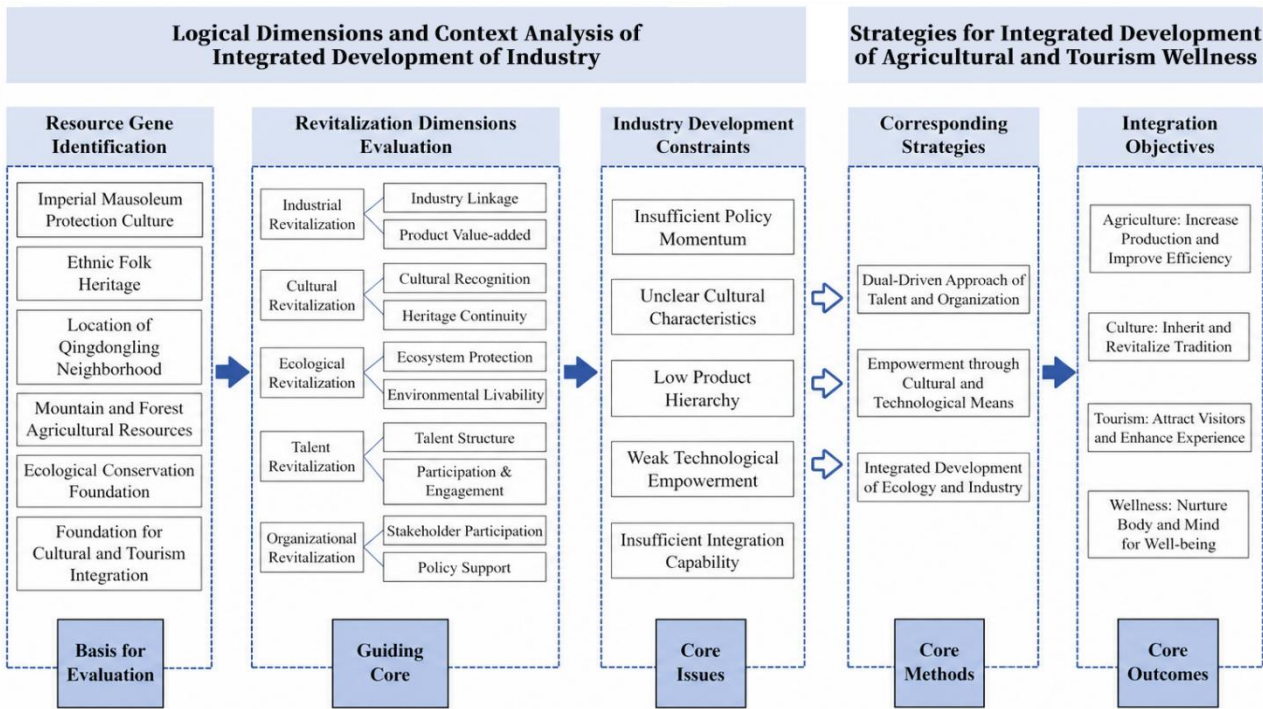 Logical Dimensions and Context Analysis of
Integrated Development of Industry
Strategies for Integrated Development
of Agricultural and Tourism Wellness
Resource Gene
Identification
Imperial Mausoleum
Protection Culture
Ethnic Folk
Heritage
Location of
Qingdongling
Neighborhood
Mountain and Forest
Agricultural Resources
Ecological Conservation
Foundation
Foundation for
Cultural and Tourism
Integration
Basis for
Evaluation
Revitalization Dimensions
Evaluation
Industrial
Revitalization
Industry Linkage
Product Value-added
Cultural
Revitalization
Cultural Recognition
Heritage Continuity
Ecological
Revitalization
Ecosystem Protection
Environmental Livability
Talent
Revitalization
Talent Structure
Participation &
Engagement
Organizational
Revitalization
Stakeholder Participation
Policy Support
Guiding
Core
Industry Development
Constraints
Insufficient Policy
Momentum
Unclear Cultural
Characteristics
Low Product
Hierarchy
Weak Technological
Empowerment
Insufficient Integration
Capability
Core
Issues
Corresponding
Strategies
Dual-Driven Approach of
Talent and Organization
Empowerment through
Cultural and
Technological Means
Integrated Development
of Ecology and Industry
Core
Methods
Integration
Objectives
Agriculture: Increase
Production and
Improve Efficiency
Culture: Inherit and
Revitalize Tradition
Tourism: Attract Visitors
and Enhance Experience
Wellness: Nurture
Body and Mind
for Well-being
Core
Outcomes